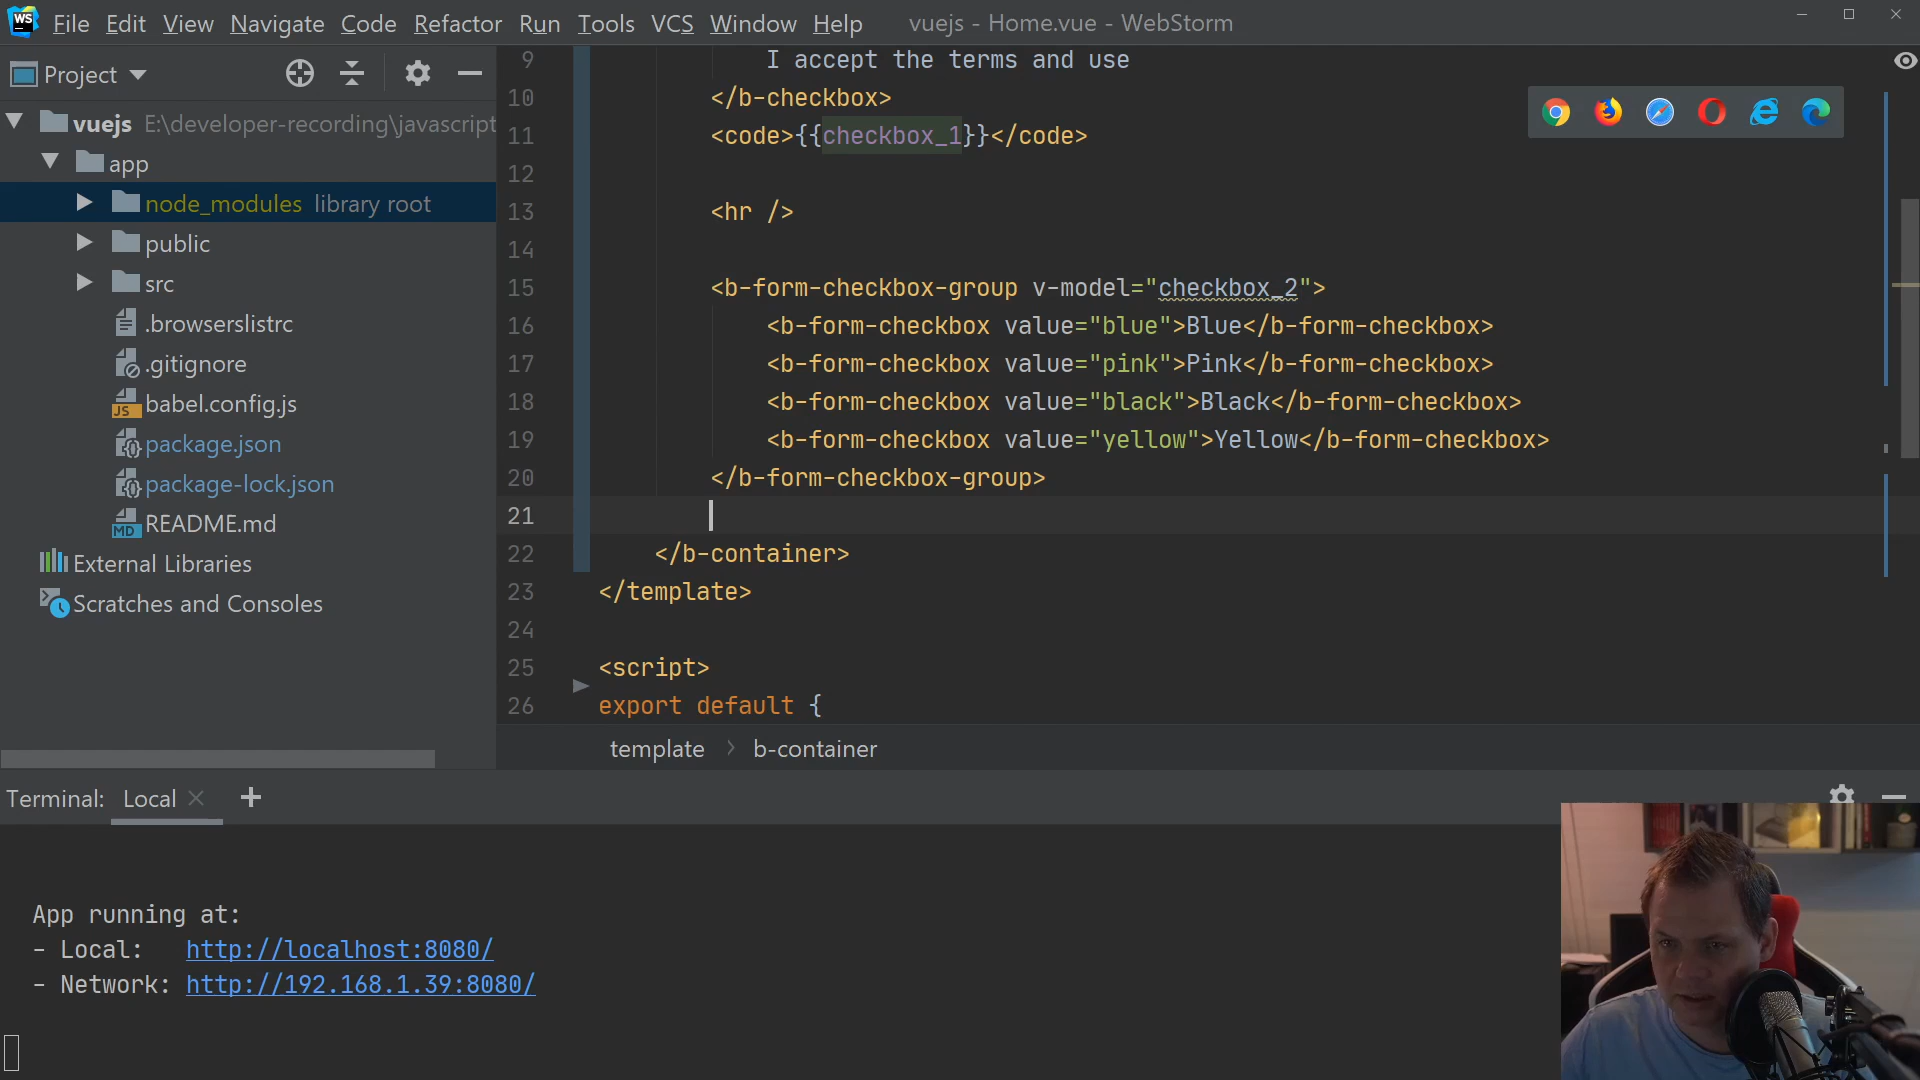 WS File Edit View Navigate Code Refactor Run Tools VCS Window Help vuejs - Home.vue - WebStorm
Project
vuejs E:\developer-recording\javascript
app
node_modules library root
public
src
.browserslistrc
.gitignore
JS babel.config.js
package.json
package-lock.json
MD README.md
External Libraries
Scratches and Consoles
9 I accept the terms and use
10 </b-checkbox>
11 <code>{{checkbox_1}}</code>
12
13 <hr />
14
15 <b-form-checkbox-group v-model="checkbox_2">
16 <b-form-checkbox value="blue">Blue</b-form-checkbox>
17 <b-form-checkbox value="pink">Pink</b-form-checkbox>
18 <b-form-checkbox value="black">Black</b-form-checkbox>
19 <b-form-checkbox value="yellow">Yellow</b-form-checkbox>
20 </b-form-checkbox-group>
21
22 </b-container>
23 </template>
24
25 <script>
26 export default {
template > b-container
Terminal: Local
App running at:
- Local: http://localhost:8080/
- Network: http://192.168.1.39:8080/